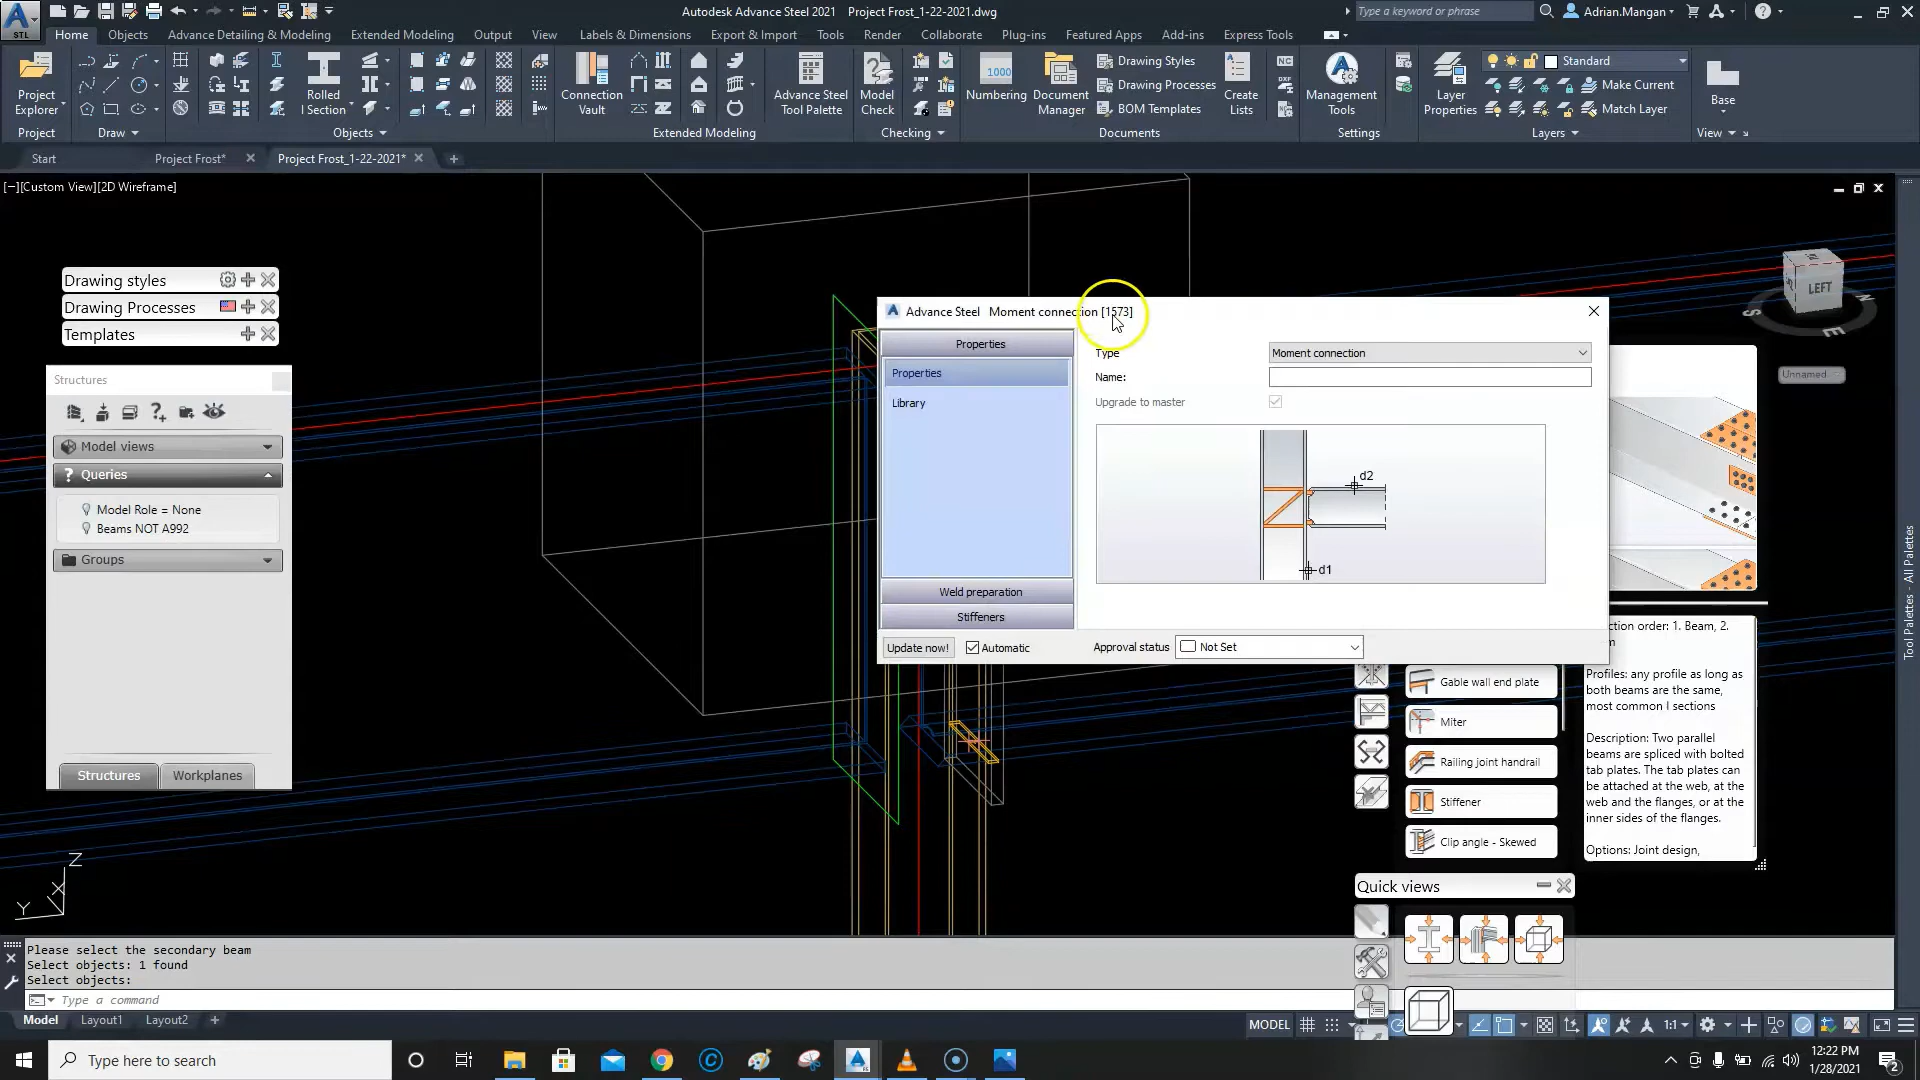 Autodesk Advance Steel 2021 Project Frost_1-22-2021.dwg
Type a keyword or phrase
Adrian.Mangan
STL
Home Objects Advance Detailing & Modeling Extended Modeling Output View Labels & Dimensions Export & Import Tools Render Collaborate Plug-ins Featured Apps Add-ins Express Tools
Project Explorer
Rolled I Section
Connection Vault
Advance Steel Tool Palette
Model Check
1000
Numbering
Document Manager
Drawing Styles
Drawing Processes
BOM Templates
Create Lists
NC
DXF
Management Tools
Layer Properties
Standard
Make Current
Match Layer
Base
Project Draw Objects Extended Modeling Checking Documents Settings Layers View
Start Project Frost* Project Frost_1-22-2021*
[−][Custom View][2D Wireframe]
Drawing styles
Drawing Processes
Templates
Structures
Model views
Queries
Model Role = None
Beams NOT A992
Groups
Structures Workplanes
Advance Steel Moment connection [1573]
Properties
Properties
Library
Weld preparation
Stiffeners
Type Moment connection
Name:
Upgrade to master
d2
d1
Update now! Automatic Approval status Not Set
LEFT
S
E
N
Unnamed
Tool Palettes - All Palettes
Gable wall end plate
Miter
Railing joint handrail
Stiffener
Clip angle - Skewed
ction order: 1. Beam, 2.
m
Profiles: any profile as long as
both beams are the same,
most common I sections
Description: Two parallel
beams are spliced with bolted
tab plates. The tab plates can
be attached at the web, at the
web and the flanges, or at the
inner sides of the flanges.
Options: Joint design,
Quick views
Z
X
Y
Please select the secondary beam
Select objects: 1 found
Select objects:
Type a command
Model Layout1 Layout2
MODEL 1:1
Type here to search
12:22 PM
1/28/2021
2